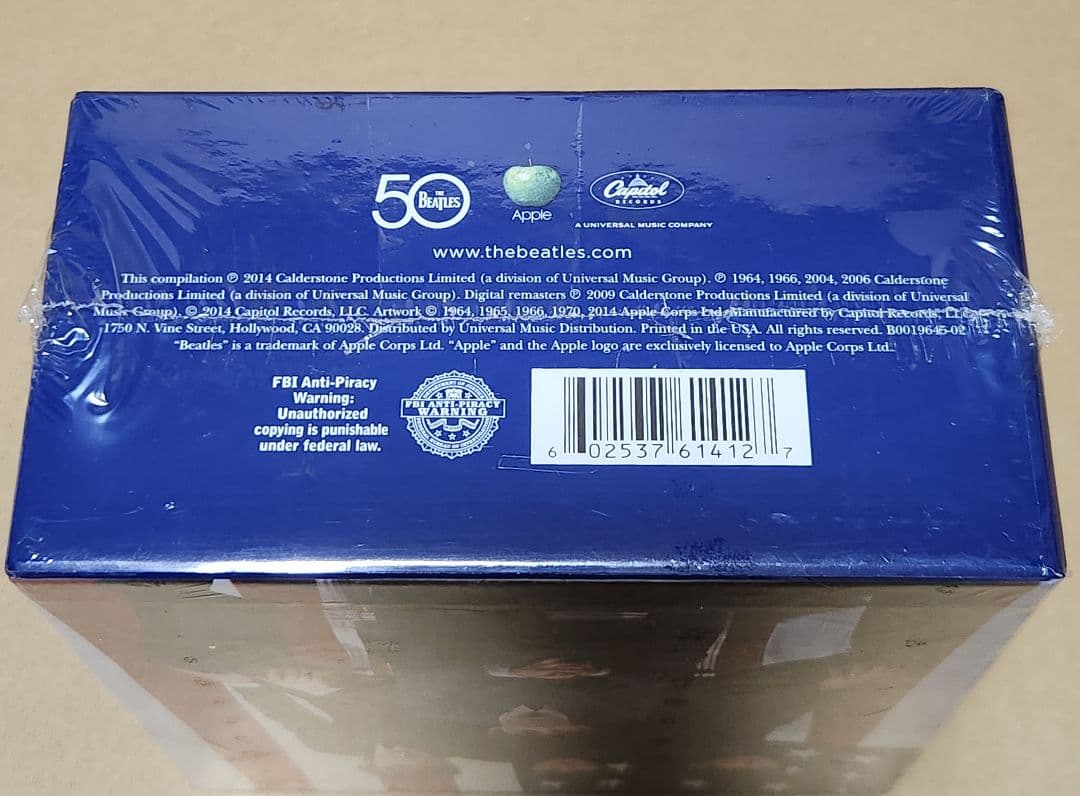 50 THE BEATLES
Apple
Capitol
RECORDS
A UNIVERSAL MUSIC COMPANY
www.thebeatles.com
This compilation ℗ 2014 Calderstone Productions Limited (a division of Universal Music Group). ℗ 1964, 1966, 2004, 2006 Calderstone
Productions Limited (a division of Universal Music Group). Digital remasters ℗ 2009 Calderstone Productions Limited (a division of Universal
Music Group). © 2014 Capitol Records, LLC. Artwork © 1964, 1965, 1966, 1970, 2014 Apple Corps Ltd. Manufactured by Capitol Records,
1750 N. Vine Street, Hollywood, CA 90028. Distributed by Universal Music Distribution. Printed in the USA. All rights reserved. B0019645-02
"Beatles" is a trademark of Apple Corps Ltd. "Apple" and the Apple logo are exclusively licensed to Apple Corps Ltd.
FBI Anti-Piracy
Warning:
Unauthorized
copying is punishable
under federal law.
FBI ANTI-PIRACY
WARNING
6 02537 61412 7